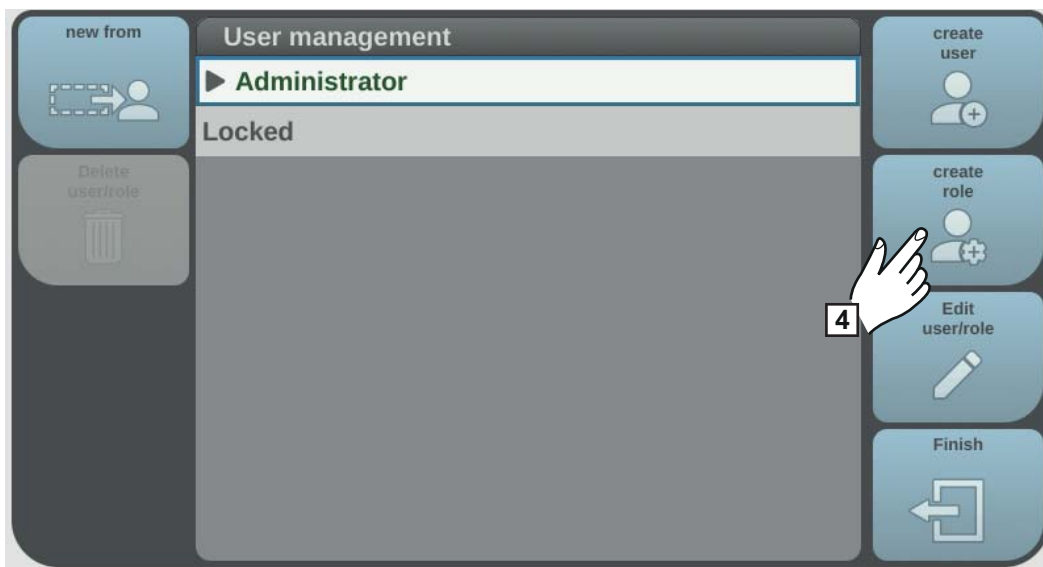 new from
User management
create
user
Administrator
Locked
Delete
user/role
create
role
4
Edit
user/role
Finish